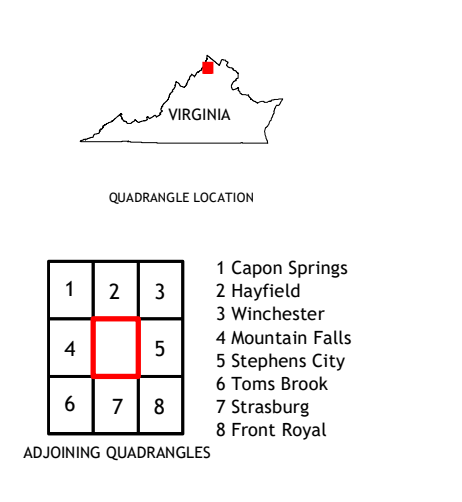 VIRGINIA
QUADRANGLE LOCATION
1 2 3
4 5
6 7 8
1 Capon Springs
2 Hayfield
3 Winchester
4 Mountain Falls
5 Stephens City
6 Toms Brook
7 Strasburg
8 Front Royal
ADJOINING QUADRANGLES